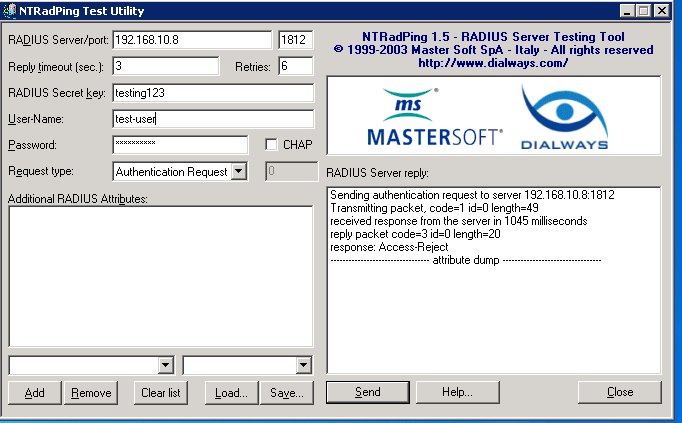 NTRadPing Test Utility
RADIUS Server/port: 192.168.10.8 1812
Reply timeout (sec.): 3 Retries: 6
RADIUS Secret key: testing123
User-Name: test-user
Password: xxxxxxxxxx CHAP
Request type: Authentication Request 0
Additional RADIUS Attributes:
Add Remove Clear list Load... Save...
NTRadPing 1.5 - RADIUS Server Testing Tool
© 1999-2003 Master Soft SpA - Italy - All rights reserved
http://www.dialways.com/
ms
MASTERSOFT®
DIALWAYS
RADIUS Server reply:
Sending authentication request to server 192.168.10.8:1812
Transmitting packet, code=1 id=0 length=49
received response from the server in 1045 milliseconds
reply packet code=3 id=0 length=20
response: Access-Reject
--------------------------------- attribute dump ---------------------------------
Send Help... Close